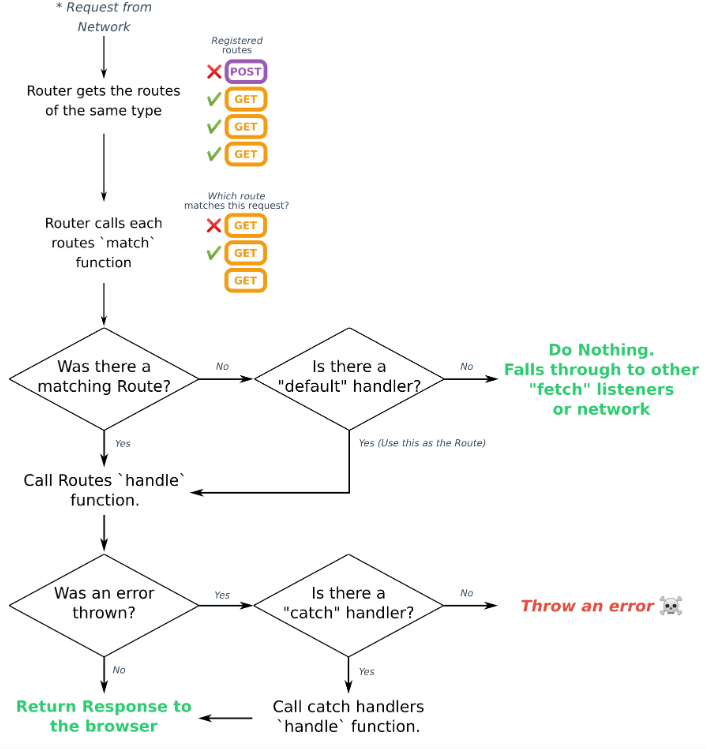 * Request from
Network
Registered
routes
POST
Router gets the routes
of the same type
GET
GET
GET
Which route
matches this request?
Router calls each
routes `match`
function
GET
GET
GET
Was there a
matching Route?
No
Is there a
"default" handler?
No
Do Nothing.
Falls through to other
"fetch" listeners
or network
Yes
Yes (Use this as the Route)
Call Routes `handle`
function.
Was an error
thrown?
Yes
Is there a
"catch" handler?
No
Throw an error
No
Yes
Return Response to
the browser
Call catch handlers
`handle` function.